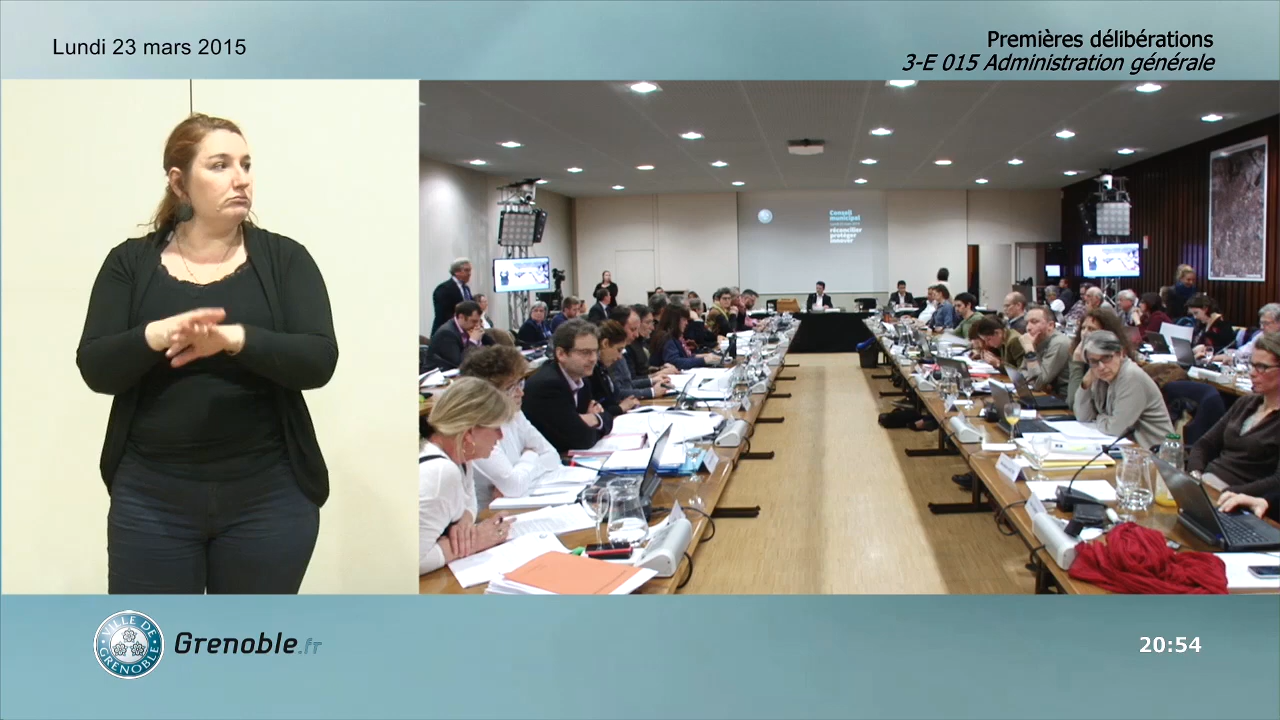 Lundi 23 mars 2015
Premières délibérations
3-E 015 Administration générale
Conseil
municipal
réconcilier
protéger
innover
VILLE DE
GRENOBLE
Grenoble.fr
20:54